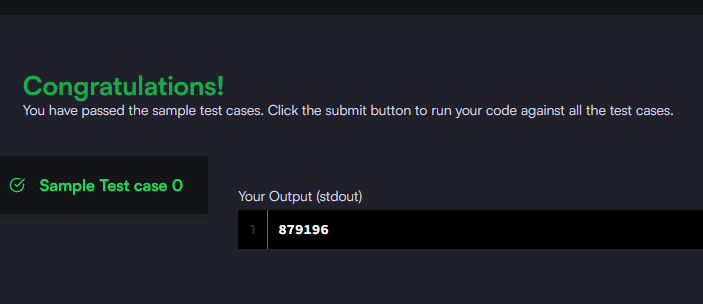 Congratulations!
You have passed the sample test cases. Click the submit button to run your code against all the test cases.
Sample Test case 0
Your Output (stdout)
1 879196